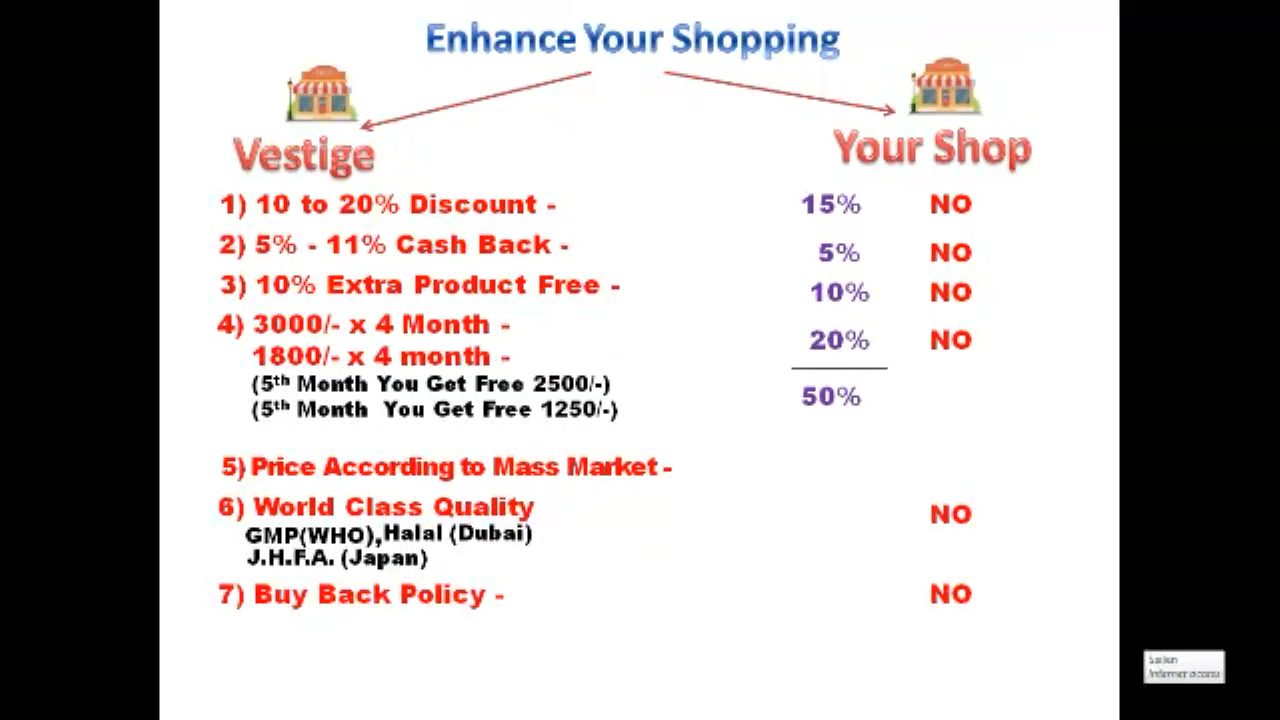 Enhance Your Shopping
Vestige
Your Shop
1) 10 to 20% Discount - 15% NO
2) 5% - 11% Cash Back - 5% NO
3) 10% Extra Product Free - 10% NO
4) 3000/- x 4 Month - 20% NO
1800/- x 4 month -
(5th Month You Get Free 2500/-)
(5th Month You Get Free 1250/-)
50%
5) Price According to Mass Market -
6) World Class Quality NO
GMP(WHO), Halal (Dubai)
J.H.F.A. (Japan)
7) Buy Back Policy - NO
Internet access